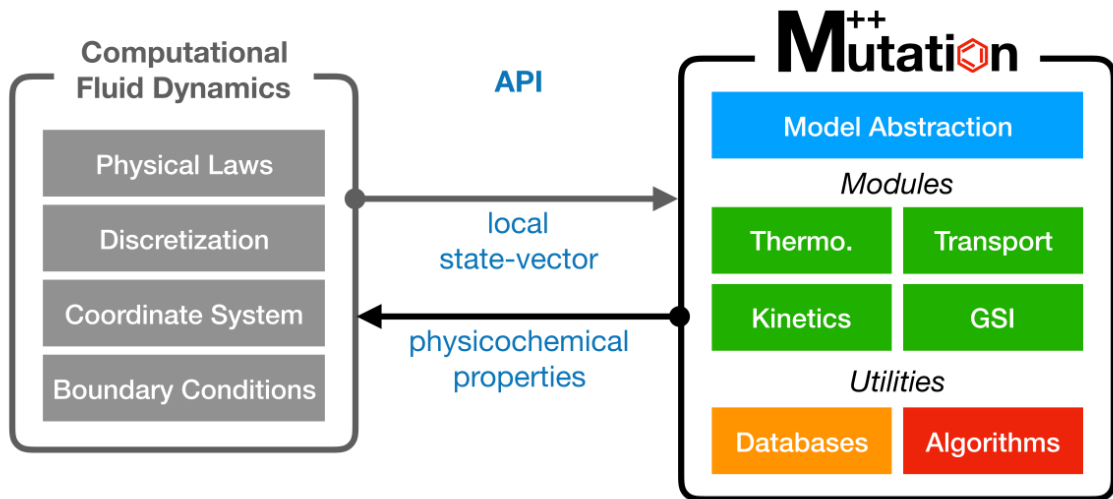 Computational
Fluid Dynamics
Physical Laws
Discretization
Coordinate System
Boundary Conditions
API
local
state-vector
physicochemical
properties
Mutation++
Model Abstraction
Modules
Thermo.
Transport
Kinetics
GSI
Utilities
Databases
Algorithms